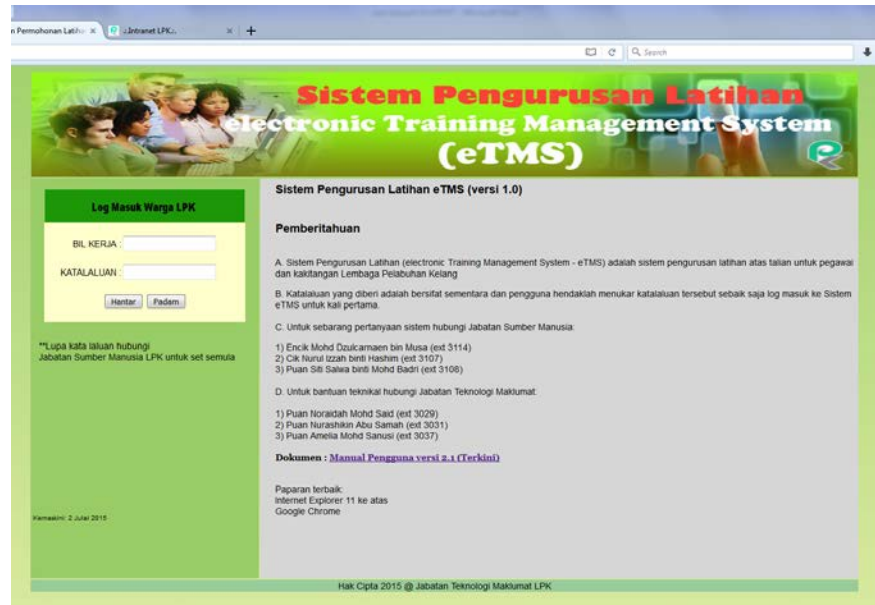 n Permohonan Latiha
.:Intranet LPK:.
Search
Sistem Pengurusan Latihan
electronic Training Management System
(eTMS)
Log Masuk Warga LPK
BIL KERJA :
KATALALUAN :
Hantar
Padam
**Lupa kata laluan hubungi
Jabatan Sumber Manusia LPK untuk set semula
Kemaskini: 2 Julai 2015
Sistem Pengurusan Latihan eTMS (versi 1.0)
Pemberitahuan
A. Sistem Pengurusan Latihan (electronic Training Management System - eTMS) adalah sistem pengurusan latihan atas talian untuk pegawai
dan kakitangan Lembaga Pelabuhan Kelang
B. Katalaluan yang diberi adalah bersifat sementara dan pengguna hendaklah menukar katalaluan tersebut sebaik saja log masuk ke Sistem
eTMS untuk kali pertama.
C. Untuk sebarang pertanyaan sistem hubungi Jabatan Sumber Manusia:
1) Encik Mohd Dzulcarnaen bin Musa (ext 3114)
2) Cik Nurul Izzah binti Hashim (ext 3107)
3) Puan Siti Salwa binti Mohd Badri (ext 3108)
D. Untuk bantuan teknikal hubungi Jabatan Teknologi Maklumat:
1) Puan Noraidah Mohd Said (ext 3029)
2) Puan Nurashikin Abu Samah (ext 3031)
3) Puan Amelia Mohd Sanusi (ext 3037)
Dokumen : Manual Pengguna versi 2.1 (Terkini)
Paparan terbaik:
Internet Explorer 11 ke atas
Google Chrome
Hak Cipta 2015 @ Jabatan Teknologi Maklumat LPK